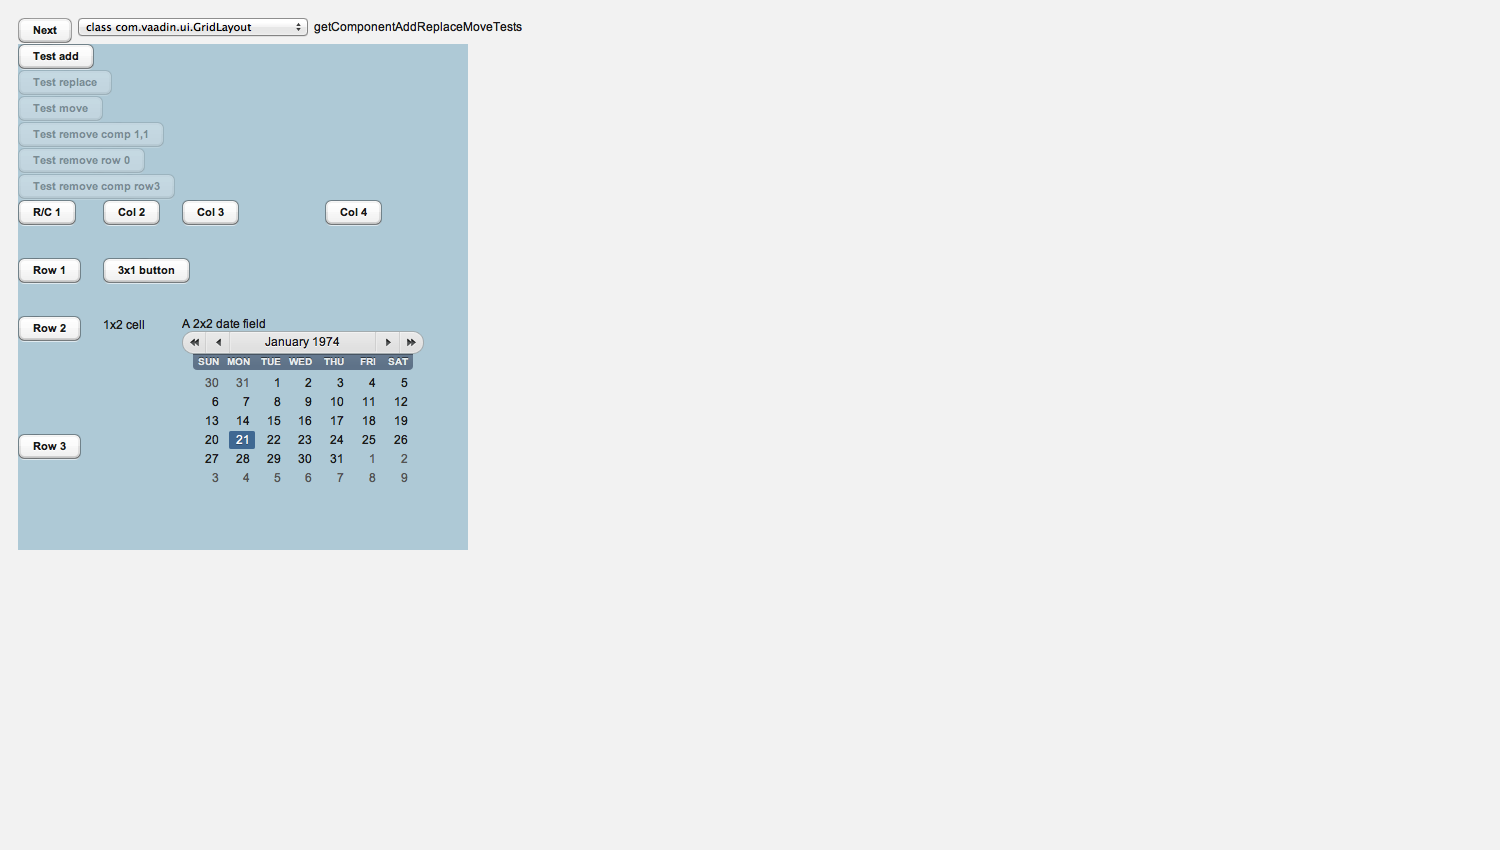 Next class com.vaadin.ui.GridLayout getComponentAddReplaceMoveTests
Test add
Test replace
Test move
Test remove comp 1,1
Test remove row 0
Test remove comp row3
R/C 1 Col 2 Col 3 Col 4
Row 1 3x1 button
Row 2 1x2 cell A 2x2 date field
January 1974
SUN MON TUE WED THU FRI SAT
30 31 1 2 3 4 5
6 7 8 9 10 11 12
13 14 15 16 17 18 19
Row 3 20 21 22 23 24 25 26
27 28 29 30 31 1 2
3 4 5 6 7 8 9